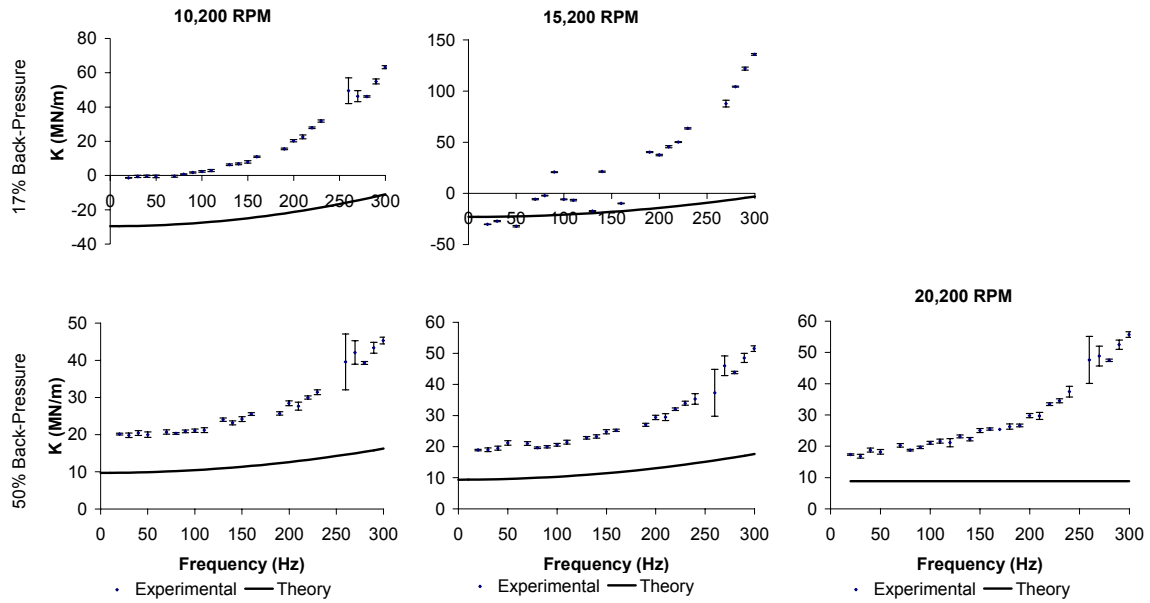 10,200 RPM
15,200 RPM
17% Back-Pressure
K (MN/m)
80
60
40
20
0
-20
-40
0 50 100 150 200 250 300
150
100
50
0
-50
0 50 100 150 200 250 300
20,200 RPM
50% Back-Pressure
K (MN/m)
50
40
30
20
10
0
0 50 100 150 200 250 300
Frequency (Hz)
Experimental Theory
60
50
40
30
20
10
0
0 50 100 150 200 250 300
Frequency (Hz)
Experimental Theory
60
50
40
30
20
10
0
0 50 100 150 200 250 300
Frequency (Hz)
Experimental Theory